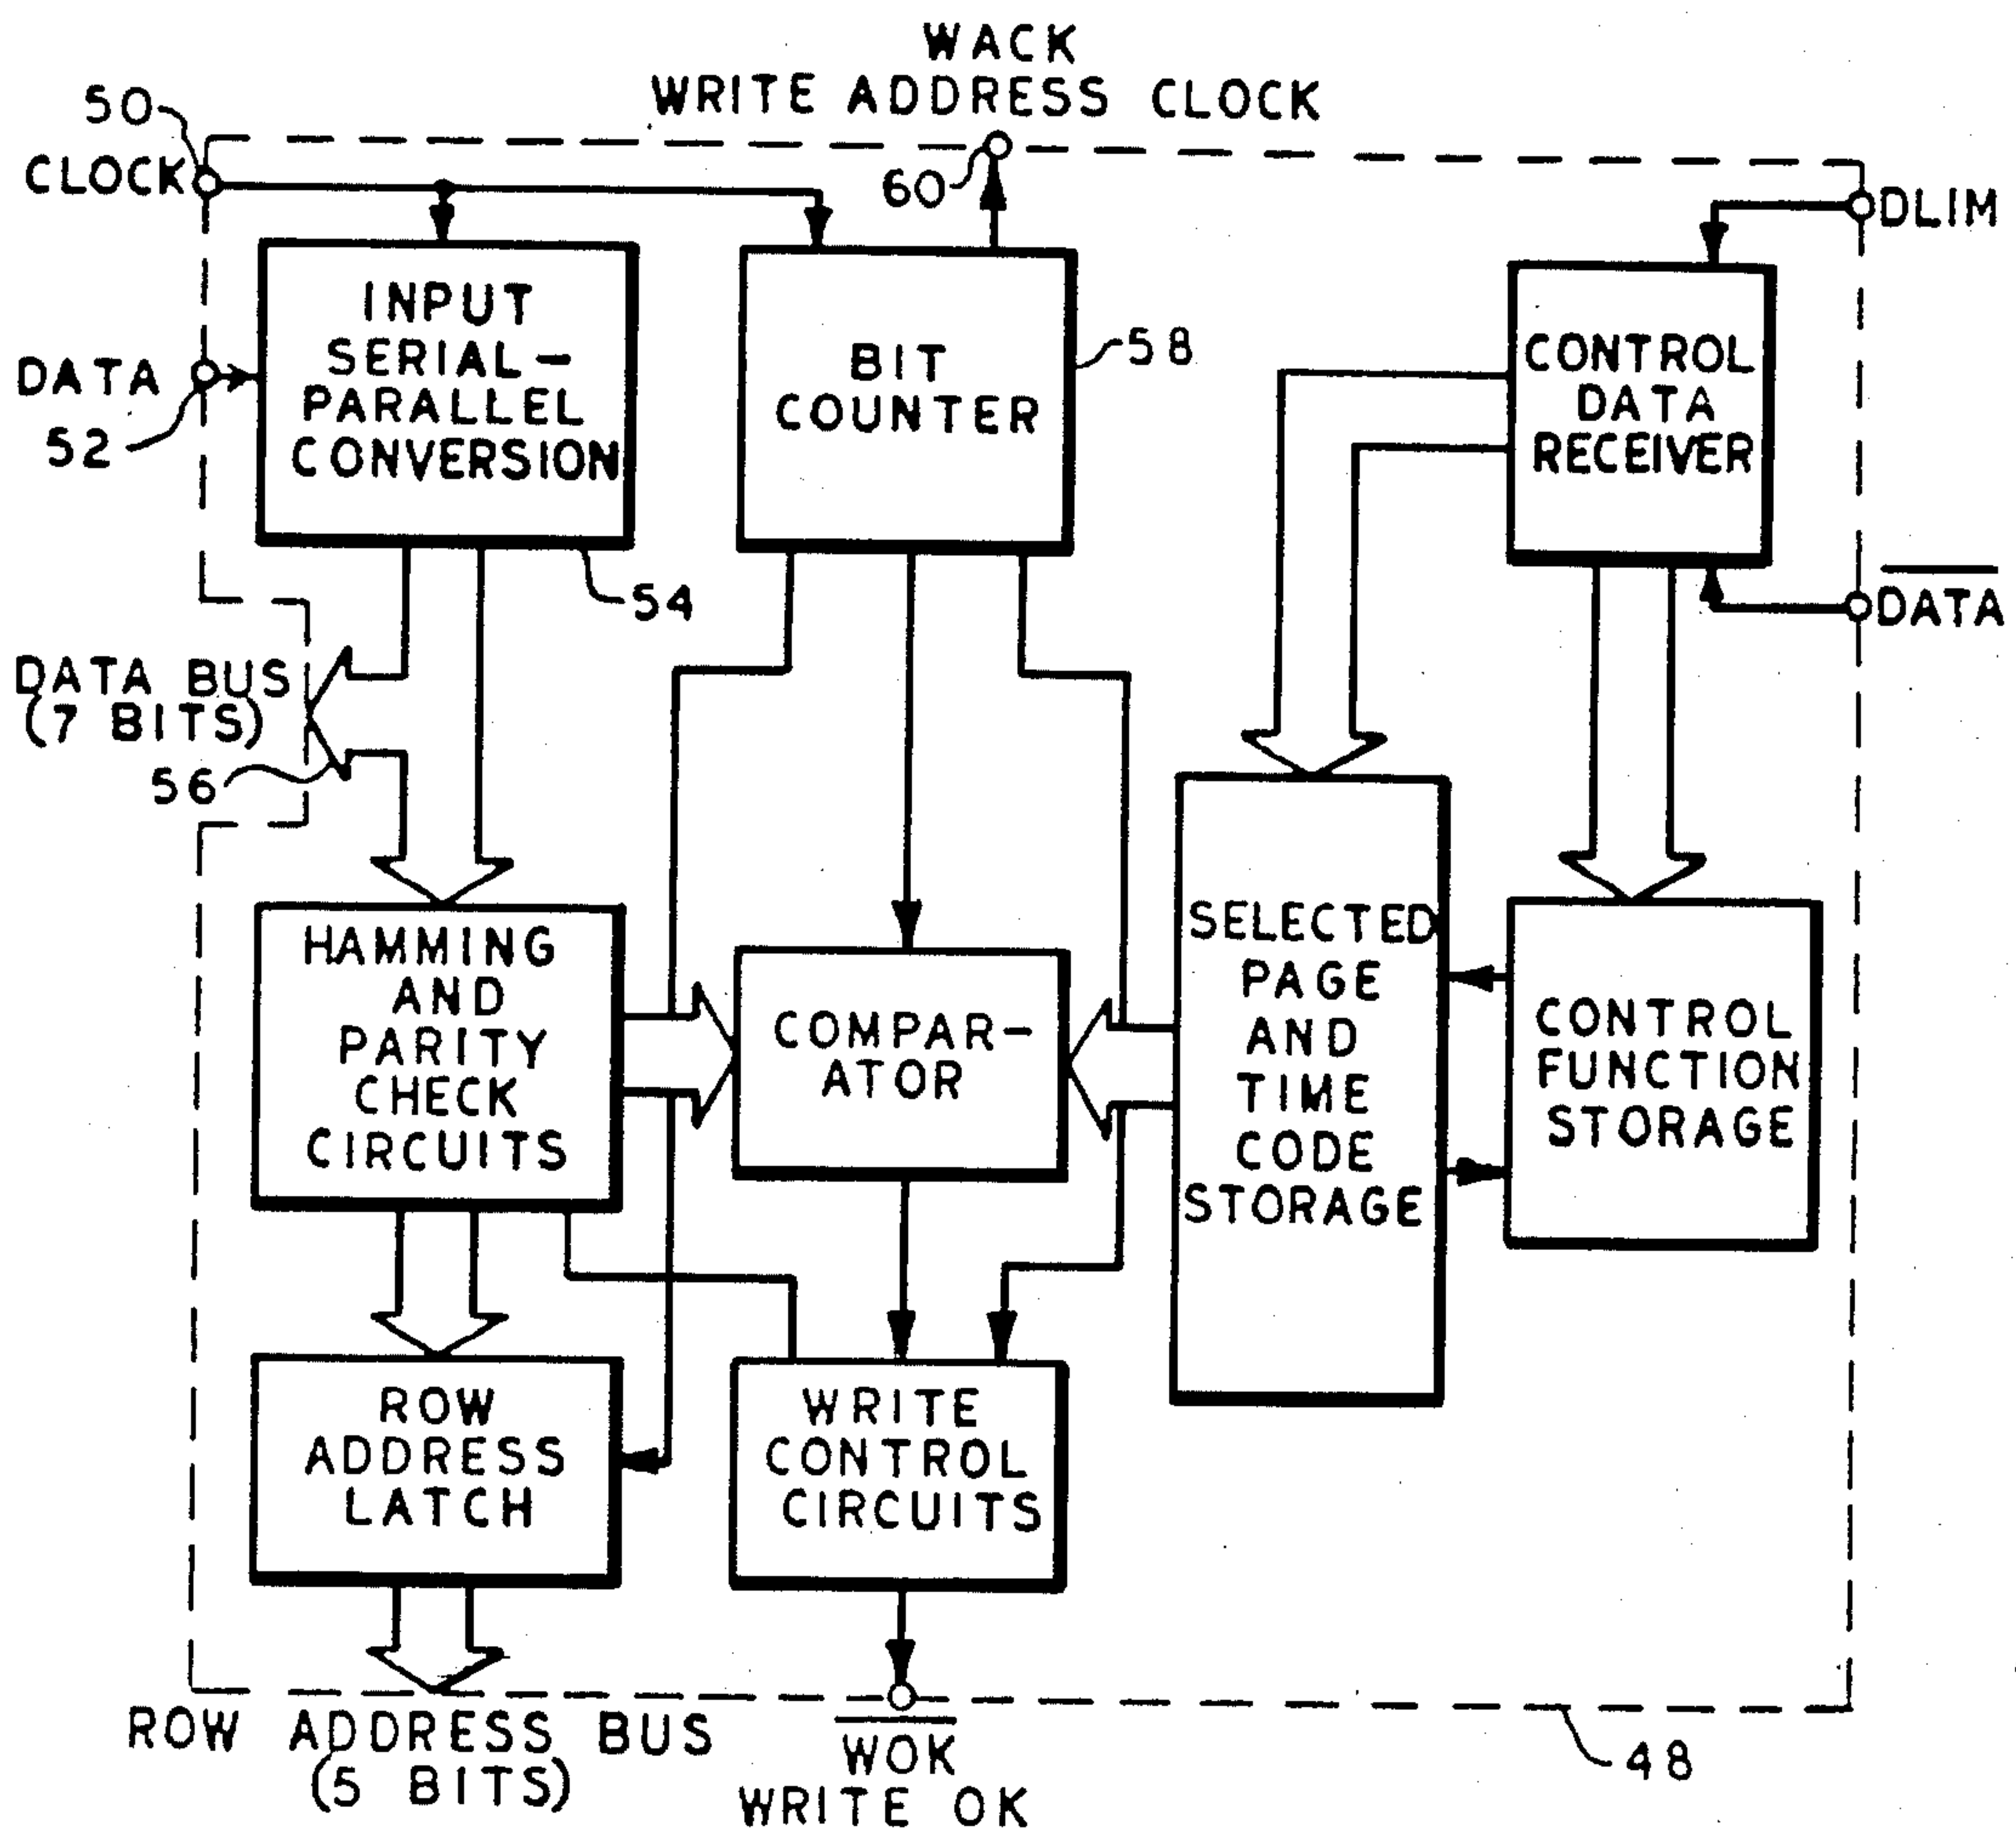 WACK
WRITE ADDRESS CLOCK
50
CLOCK
60
DLIM
INPUT
SERIAL-
PARALLEL
CONVERSION
BIT
COUNTER
58
CONTROL
DATA
RECEIVER
DATA
52
54
DATA
DATA BUS
(7 BITS)
56
HAMMING
AND
PARITY
CHECK
CIRCUITS
COMPAR-
ATOR
SELECTED
PAGE
AND
TIME
CODE
STORAGE
CONTROL
FUNCTION
STORAGE
ROW
ADDRESS
LATCH
WRITE
CONTROL
CIRCUITS
ROW ADDRESS BUS
(5 BITS)
WOK
WRITE OK
48